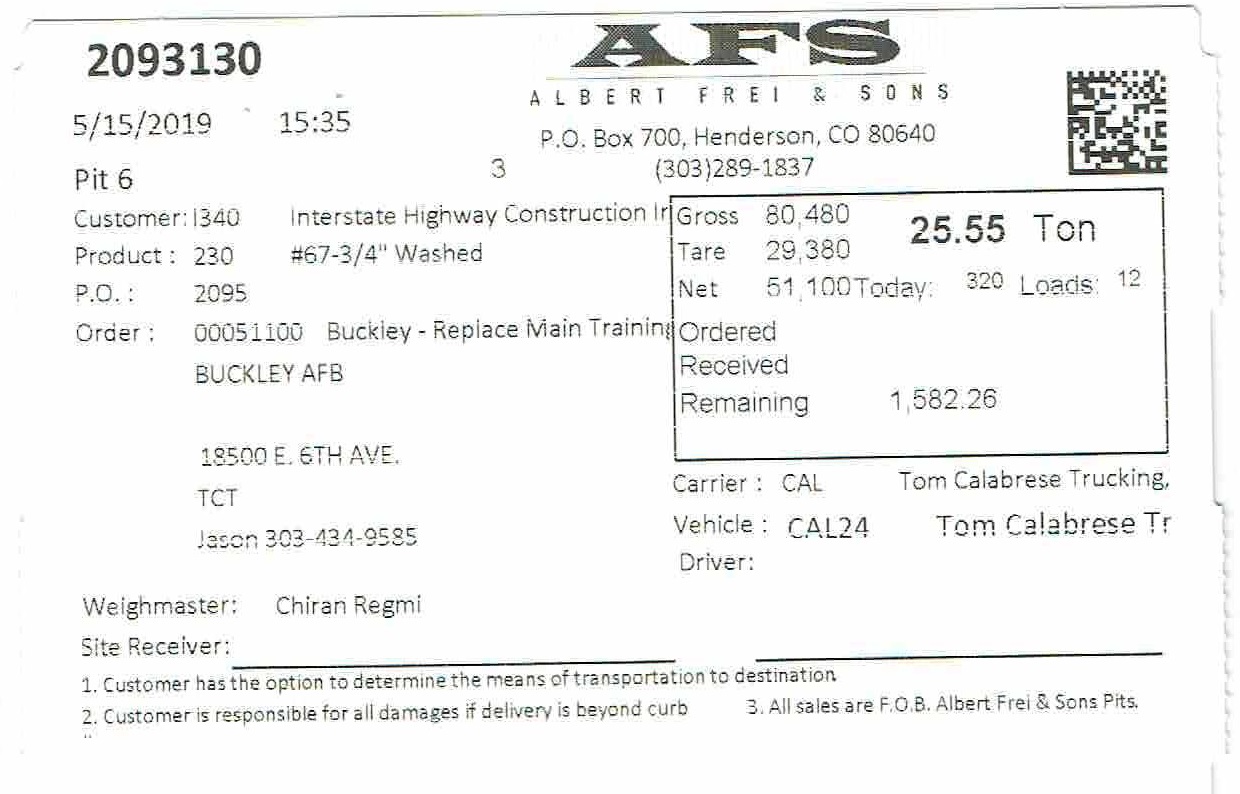 2093130
AFS
ALBERT FREI & SONS
5/15/2019 15:35
P.O. Box 700, Henderson, CO 80640
Pit 6
3
(303)289-1837
Customer: I340 Interstate Highway Construction Ir
Product : 230 #67-3/4" Washed
P.O. : 2095
Order : 00051100 Buckley - Replace Main Training
BUCKLEY AFB
18500 E. 6TH AVE.
TCT
Jason 303-434-9585
Gross 80,480 25.55 Ton
Tare 29,380
Net 51,100 Today: 320 Loads: 12
Ordered
Received
Remaining 1,582.26
Carrier : CAL Tom Calabrese Trucking,
Vehicle : CAL24 Tom Calabrese Tr
Driver:
Weighmaster: Chiran Regmi
Site Receiver:
1. Customer has the option to determine the means of transportation to destination
2. Customer is responsible for all damages if delivery is beyond curb 3. All sales are F.O.B. Albert Frei & Sons Pits.